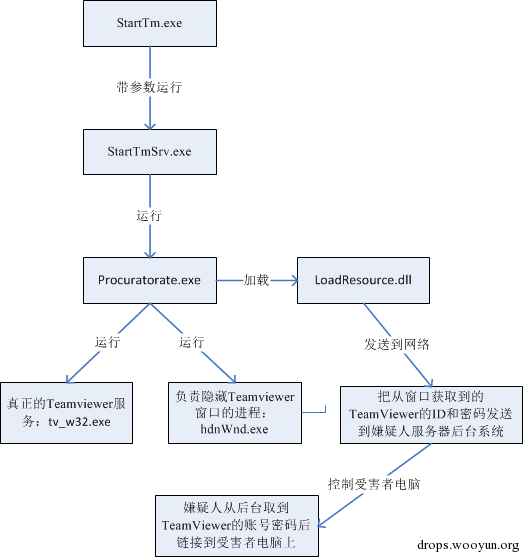 StartTm.exe
带参数运行
StartTmSrv.exe
运行
Procuratorate.exe
加载
LoadResource.dll
运行
运行
发送到网络
真正的Teamviewer服
务：tv_w32.exe
负责隐藏Teamviewer
窗口的进程：
hdnWnd.exe
把从窗口获取到的
TeamViewer的ID和密码发送
到嫌疑人服务器后台系统
控制受害者电脑
嫌疑人从后台取到
TeamViewer的账号密码后
链接到受害者电脑上
drops.wooyun.org